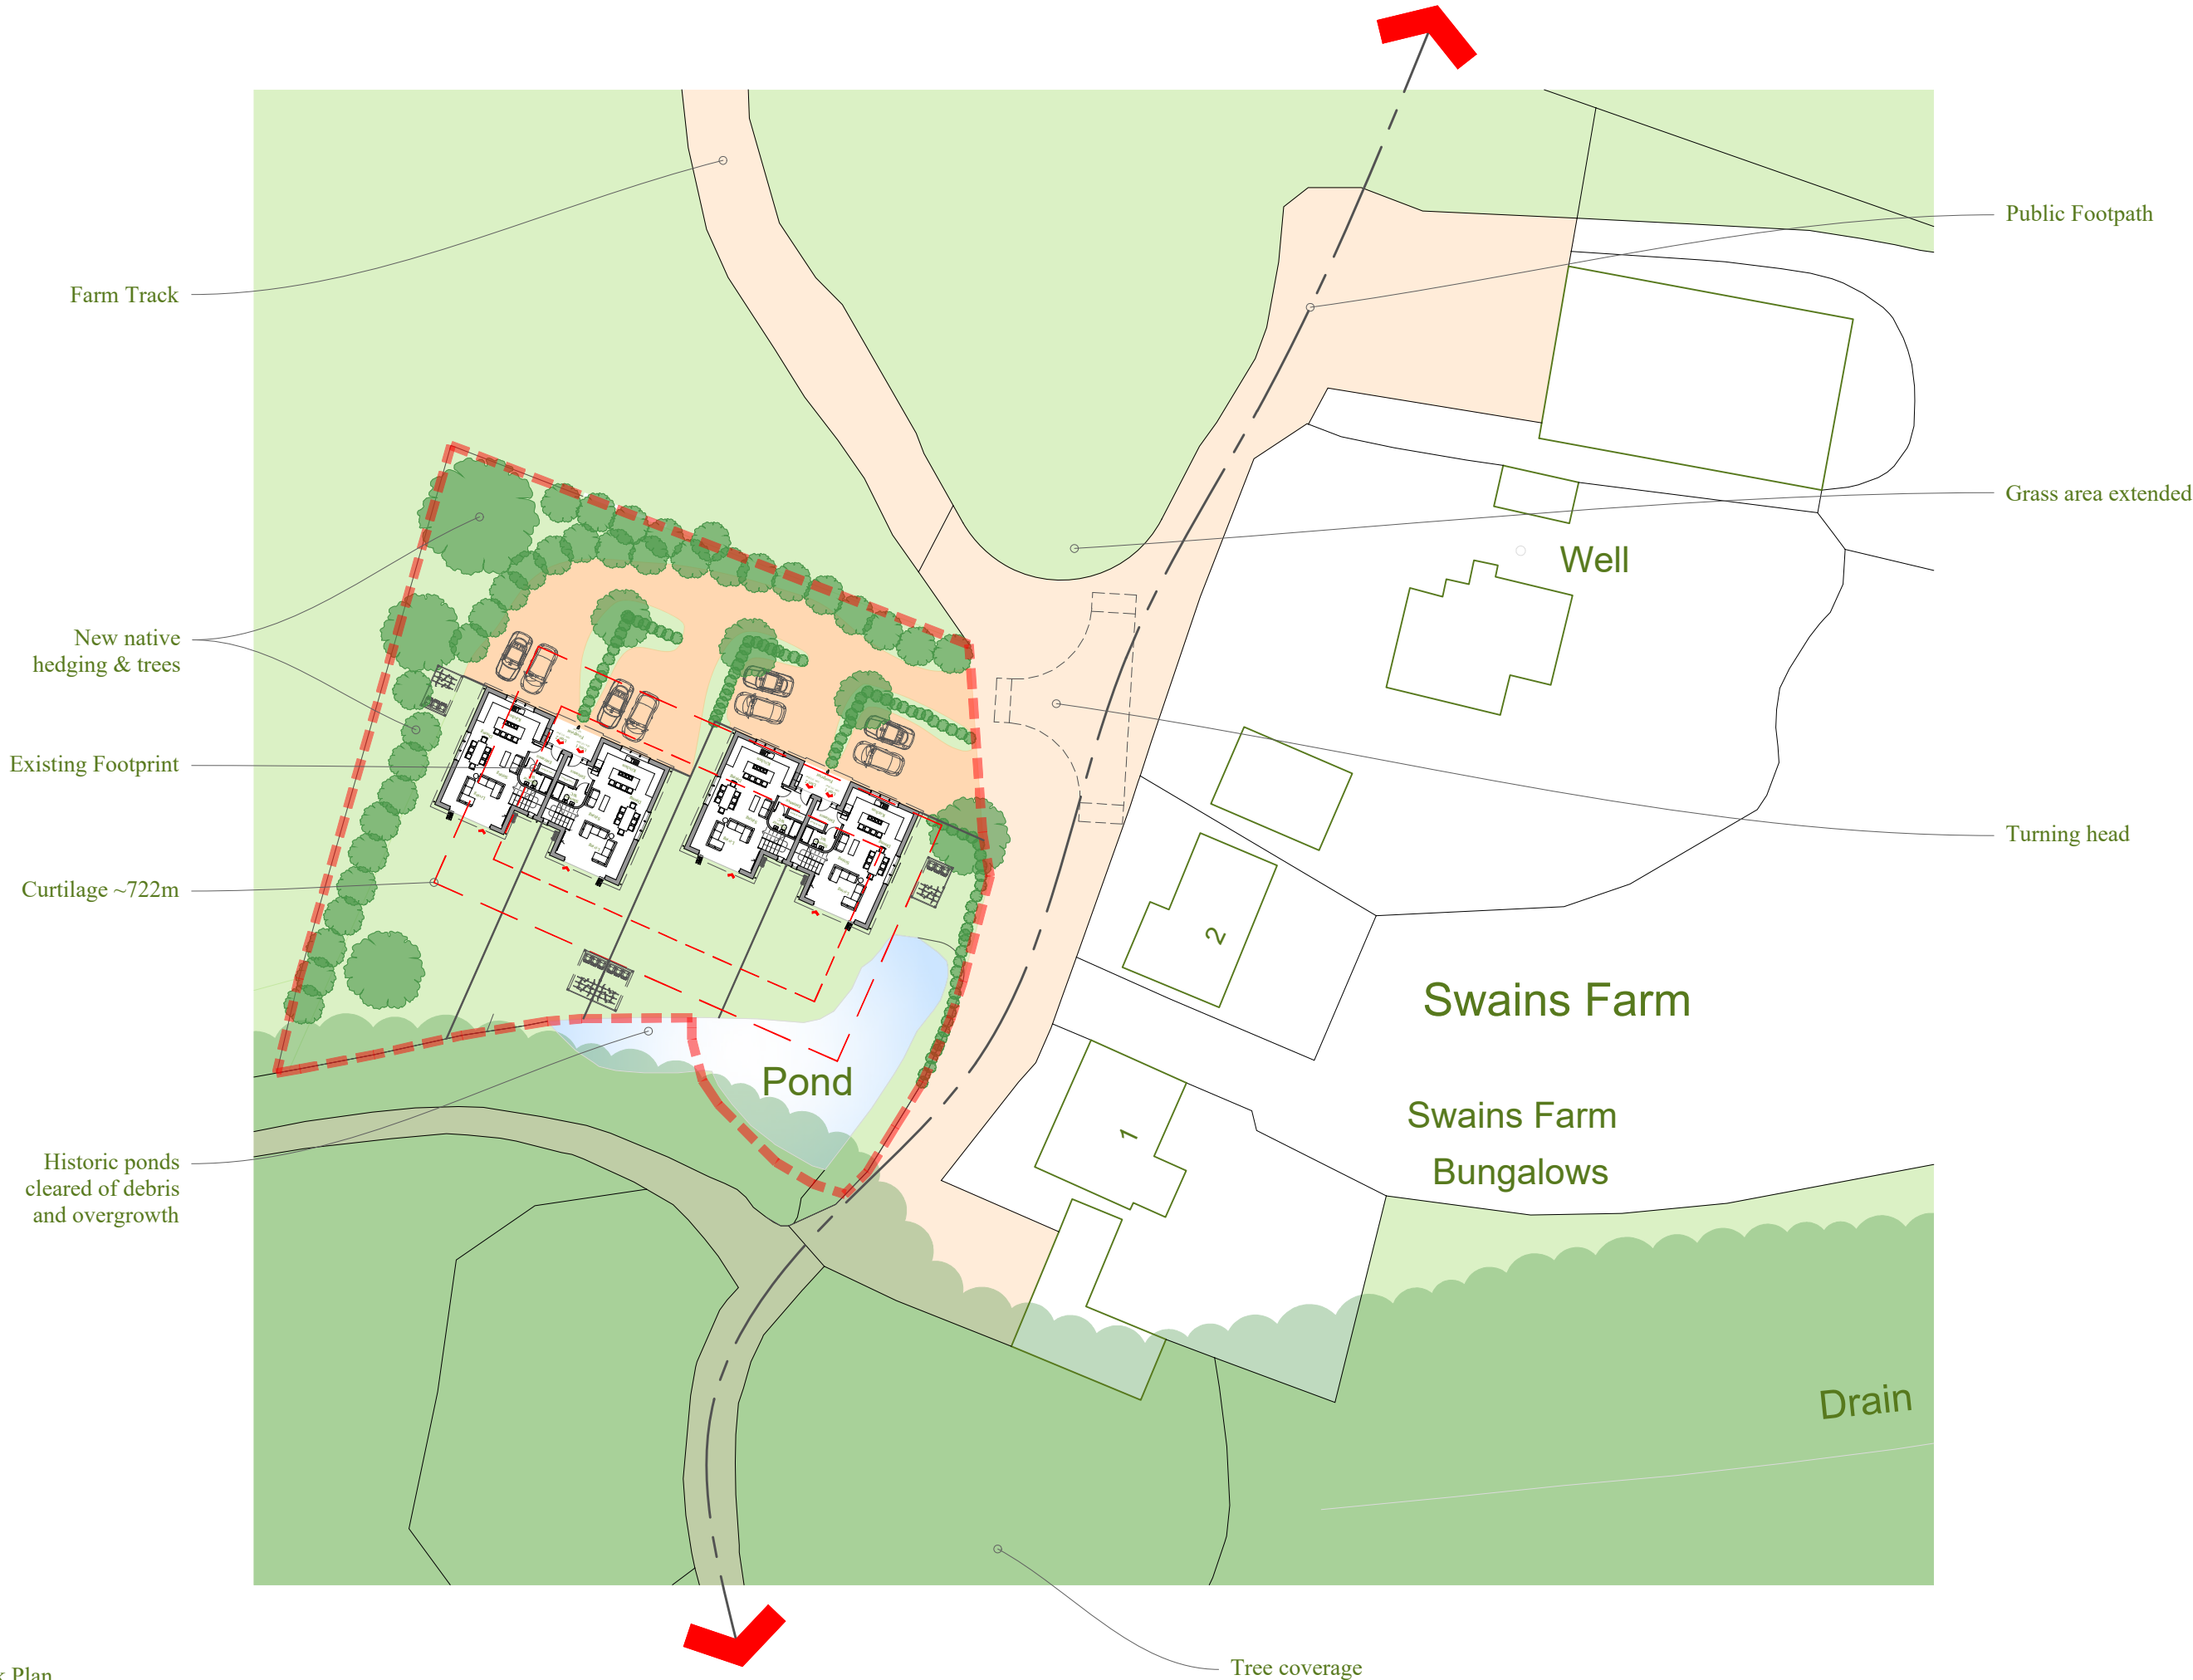 Public Footpath
Farm Track
Grass area extended
Well
New native
hedging & trees
Existing Footprint
Turning head
Curtilage ~722m
2
Swains Farm
Pond
Swains Farm
Bungalows
1
Historic ponds
cleared of debris
and overgrowth
Drain
Tree coverage
Plan